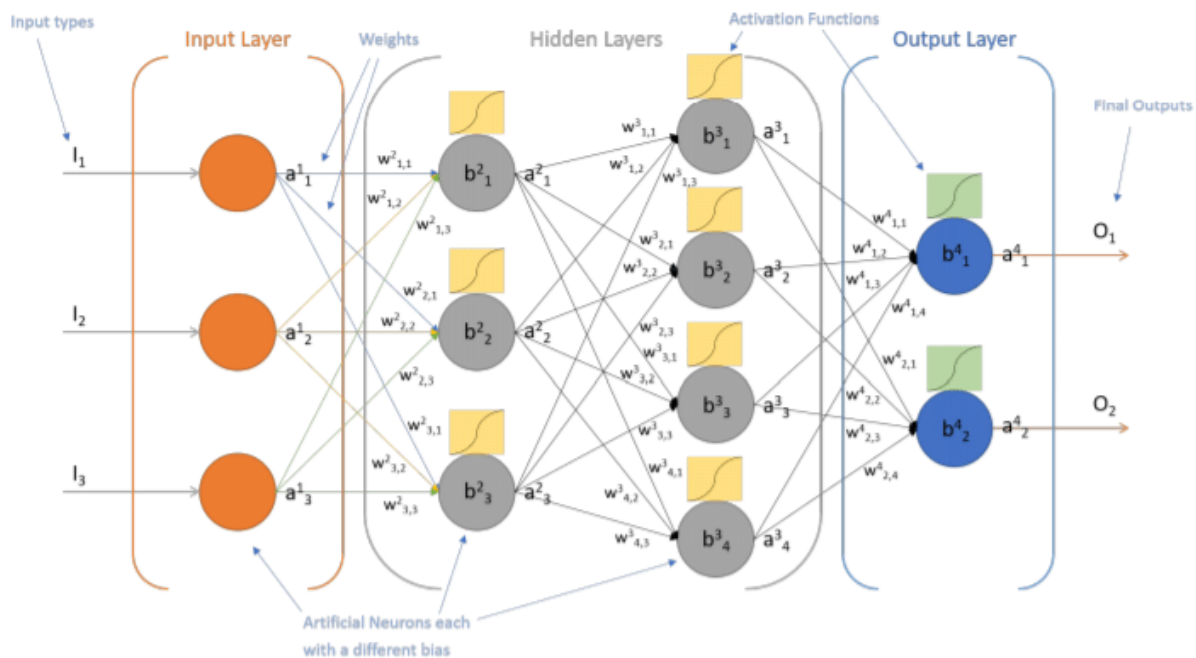 Input types
Input Layer
Weights
Hidden Layers
Activation Functions
Output Layer
Final Outputs
I₁
a¹₁
w²₁,₁
w²₁,₂
w²₁,₃
b²₁
a²₁
w³₁,₁
w³₁,₂
w³₁,₃
b³₁
a³₁
I₂
a¹₂
w²₂,₁
w²₂,₂
w²₂,₃
b²₂
a²₂
w³₂,₁
w³₂,₂
w³₂,₃
b³₂
a³₂
w⁴₁,₁
w⁴₁,₂
w⁴₁,₃
w⁴₁,₄
b⁴₁
a⁴₁
O₁
I₃
a¹₃
w²₃,₁
w²₃,₂
w²₃,₃
b²₃
a²₃
w³₃,₁
w³₃,₂
w³₃,₃
b³₃
a³₃
w³₄,₁
w³₄,₂
w³₄,₃
b³₄
a³₄
w⁴₂,₁
w⁴₂,₂
w⁴₂,₃
w⁴₂,₄
b⁴₂
a⁴₂
O₂
Artificial Neurons each
with a different bias